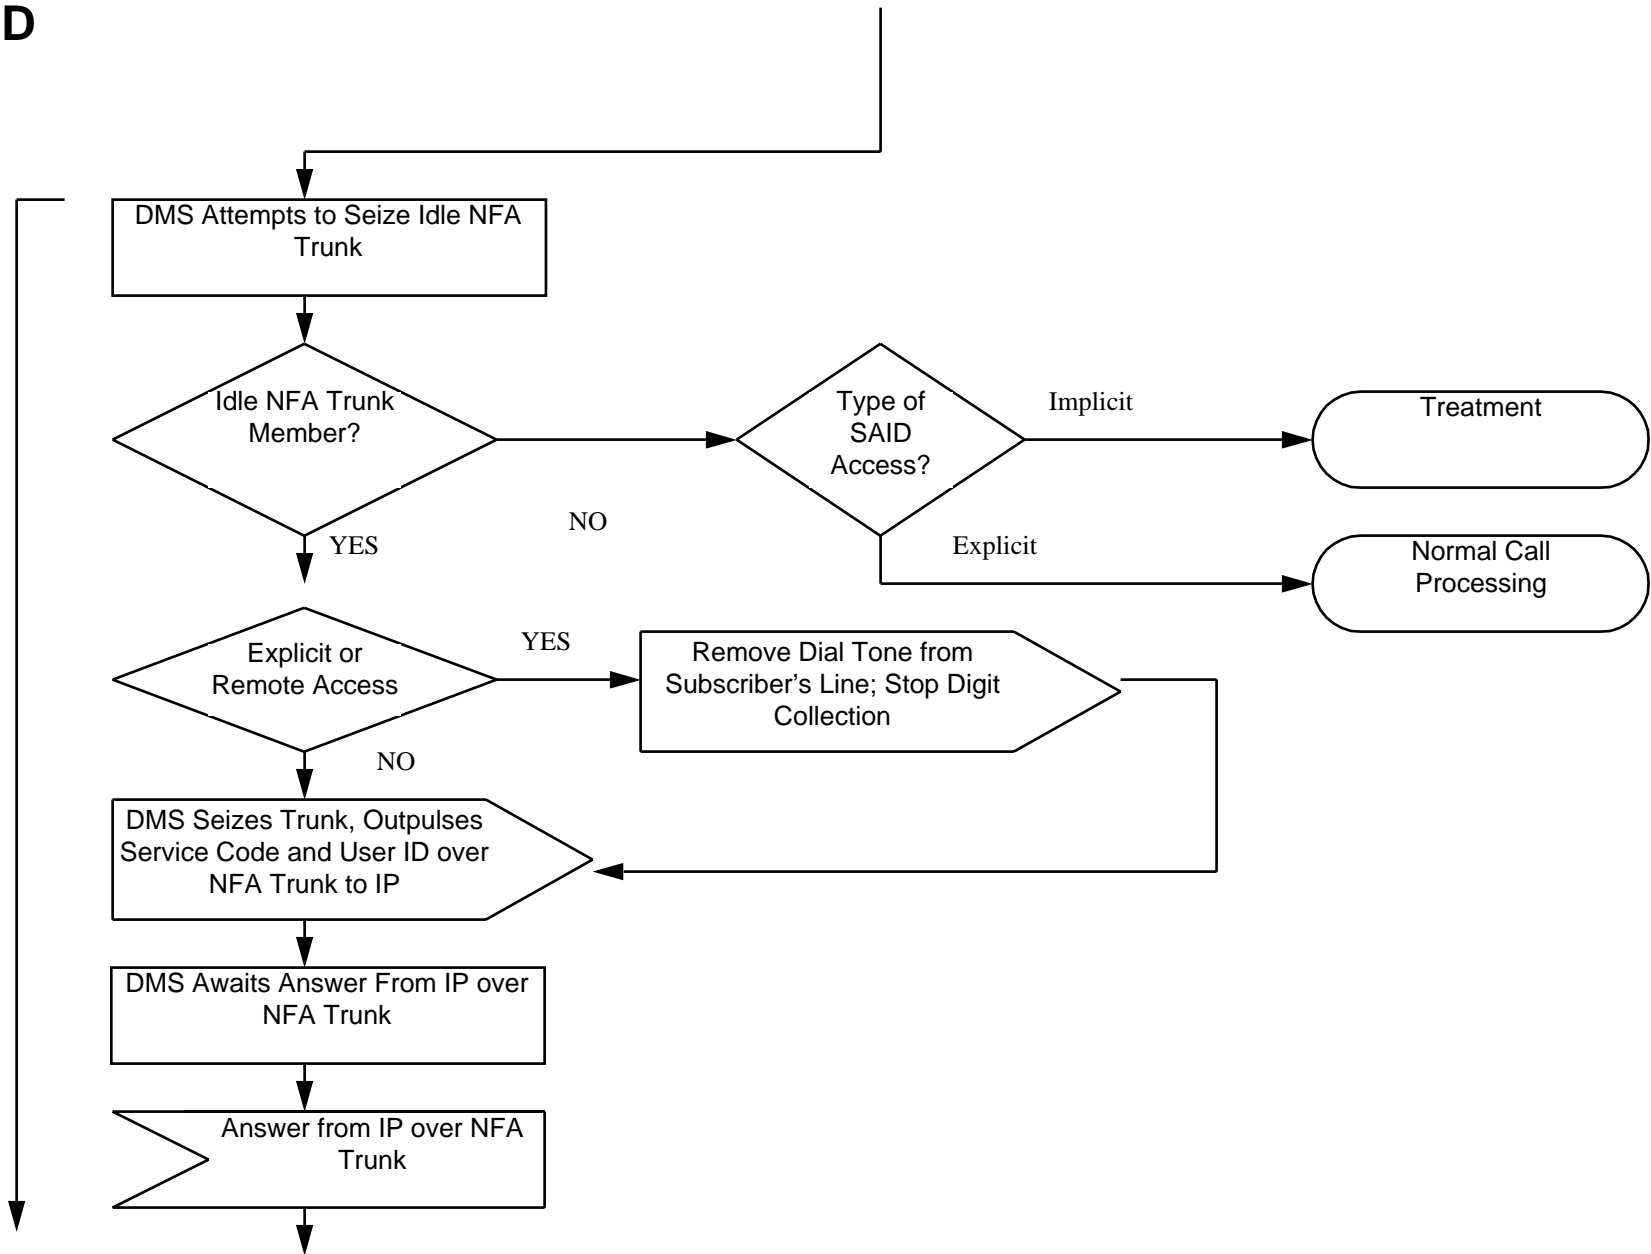 D
DMS Attempts to Seize Idle NFA
Trunk
Idle NFA Trunk
Member?
Type of
SAID
Access?
Implicit
Treatment
NO
YES
Explicit
Normal Call
Processing
Explicit or
Remote Access
YES
Remove Dial Tone from
Subscriber’s Line; Stop Digit
Collection
NO
DMS Seizes Trunk, Outpulses
Service Code and User ID over
NFA Trunk to IP
DMS Awaits Answer From IP over
NFA Trunk
Answer from IP over NFA
Trunk